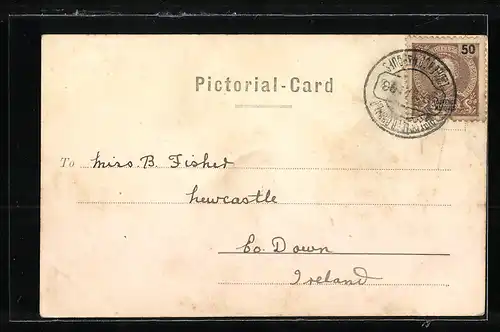 50
Pictorial-Card
To Miss. B. Fisher
Newcastle
Co. Down
Ireland